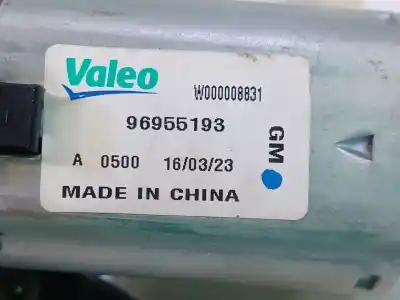 Valeo W000008831
96955193
GM
A 0500 16/03/23
MADE IN CHINA